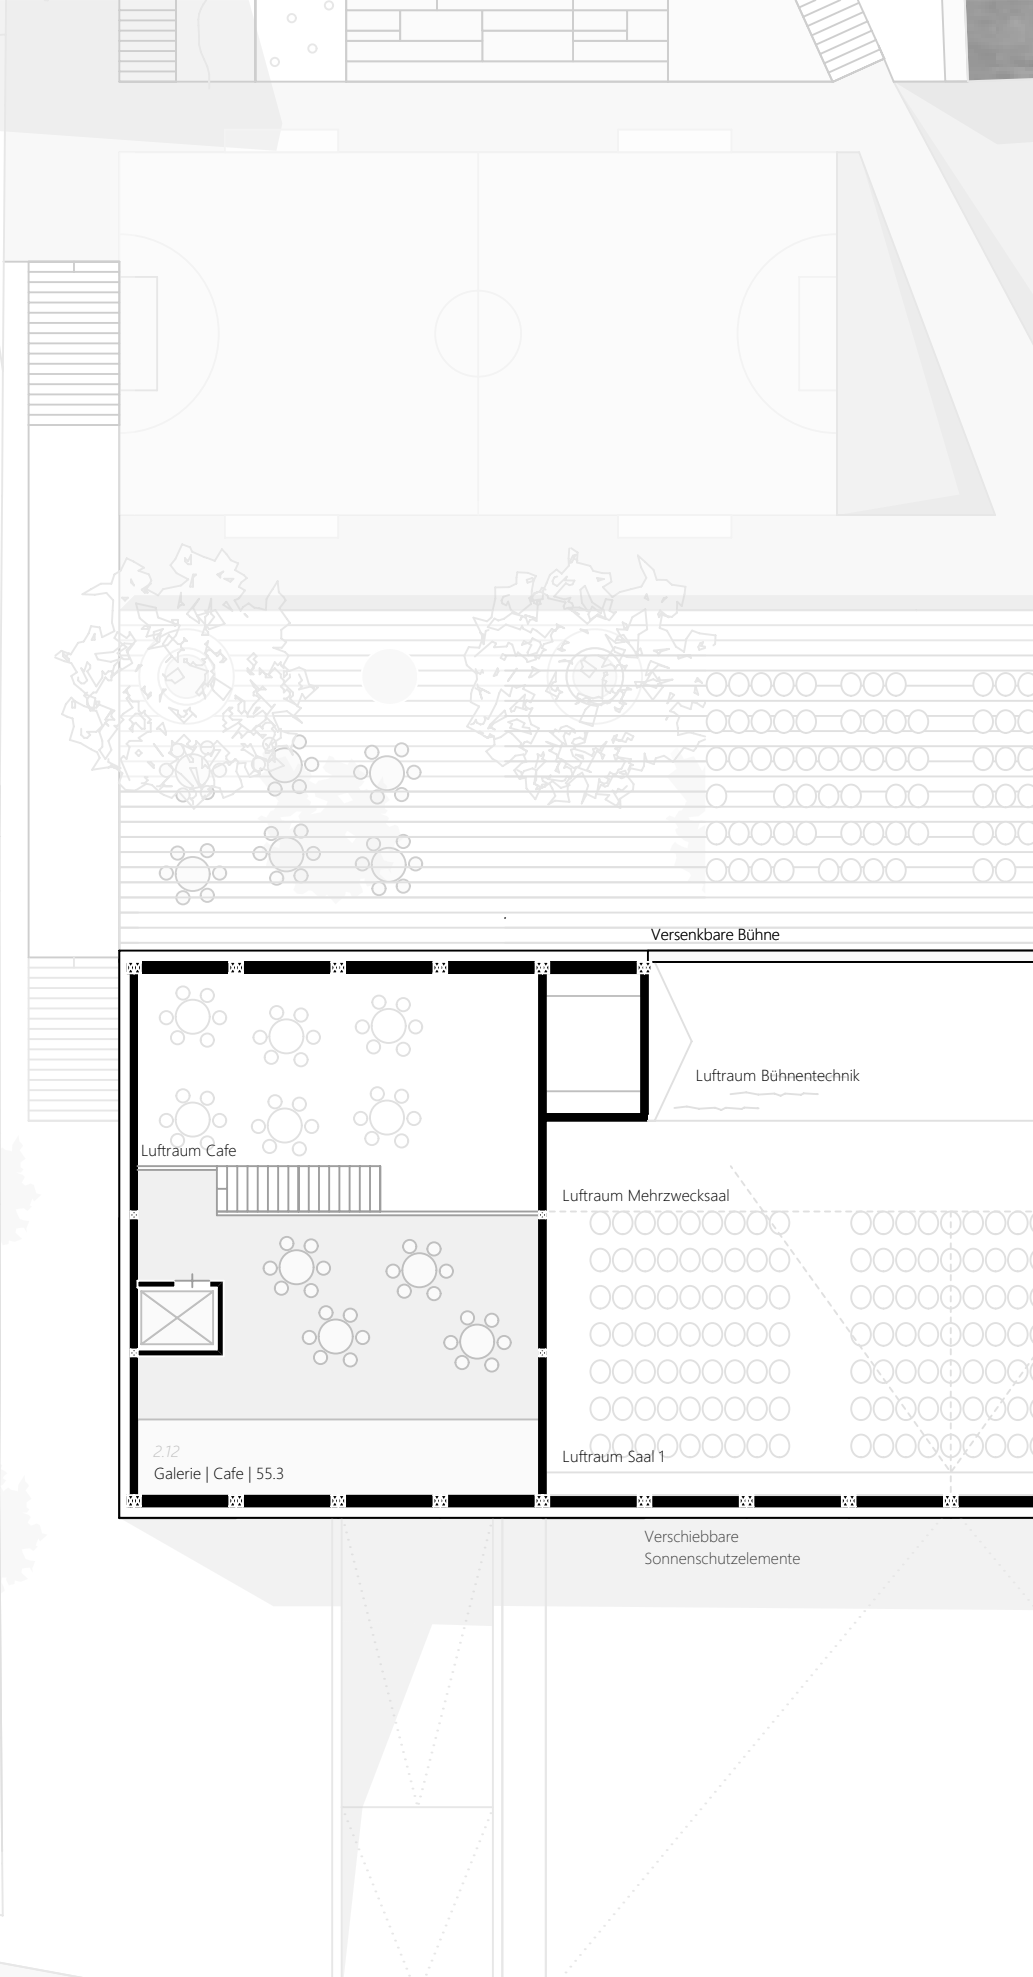 Versenkbare Bühne
Luftraum Bühnentechnik
Luftraum Cafe
Luftraum Mehrzwecksaal
2.12
Galerie | Cafe | 55.3
Luftraum Saal 1
Verschiebbare
Sonnenschutzelemente